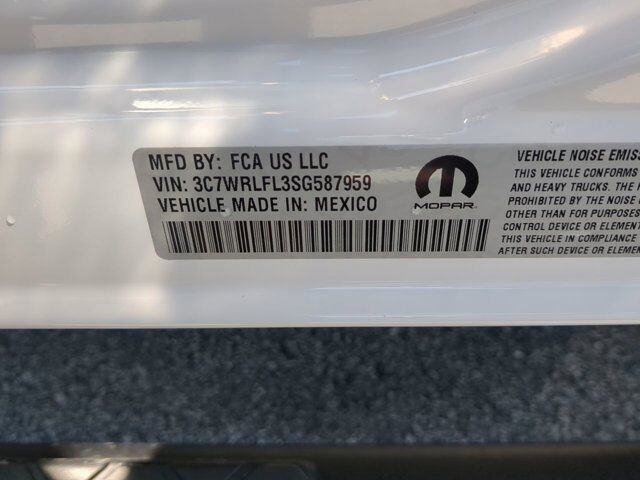 MFD BY: FCA US LLC
VIN: 3C7WRLFL3SG587959
VEHICLE MADE IN: MEXICO
MOPAR
VEHICLE NOISE EMISS
THIS VEHICLE CONFORMS
AND HEAVY TRUCKS. THE
PROHIBITED BY THE NOISE
OTHER THAN FOR PURPOSES
CONTROL DEVICE OR ELEMENT
THIS VEHICLE IN COMPLIANCE
AFTER SUCH DEVICE OR ELEMEN